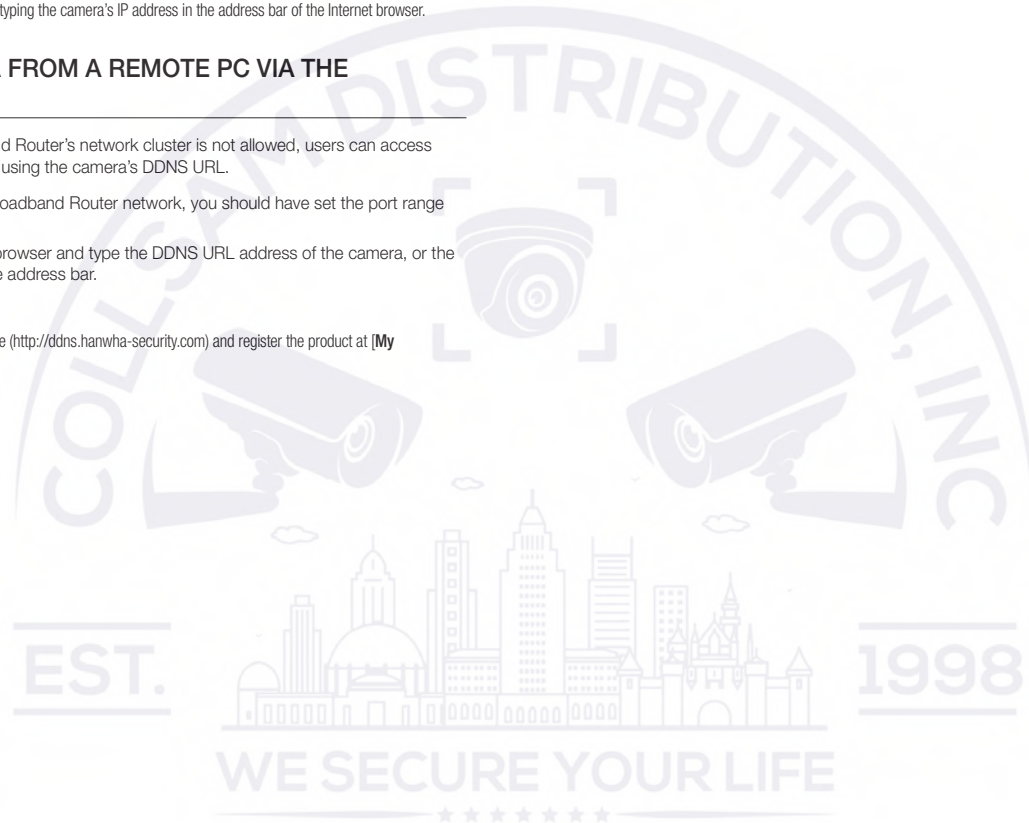 typing the camera's IP address in the address bar of the Internet browser.
FROM A REMOTE PC VIA THE
d Router's network cluster is not allowed, users can access
using the camera's DDNS URL.
oadband Router network, you should have set the port range
browser and type the DDNS URL address of the camera, or the
e address bar.
e (http://ddns.hanwha-security.com) and register the product at [My
COLLSAM DISTRIBUTION, INC
EST.
1998
WE SECURE YOUR LIFE